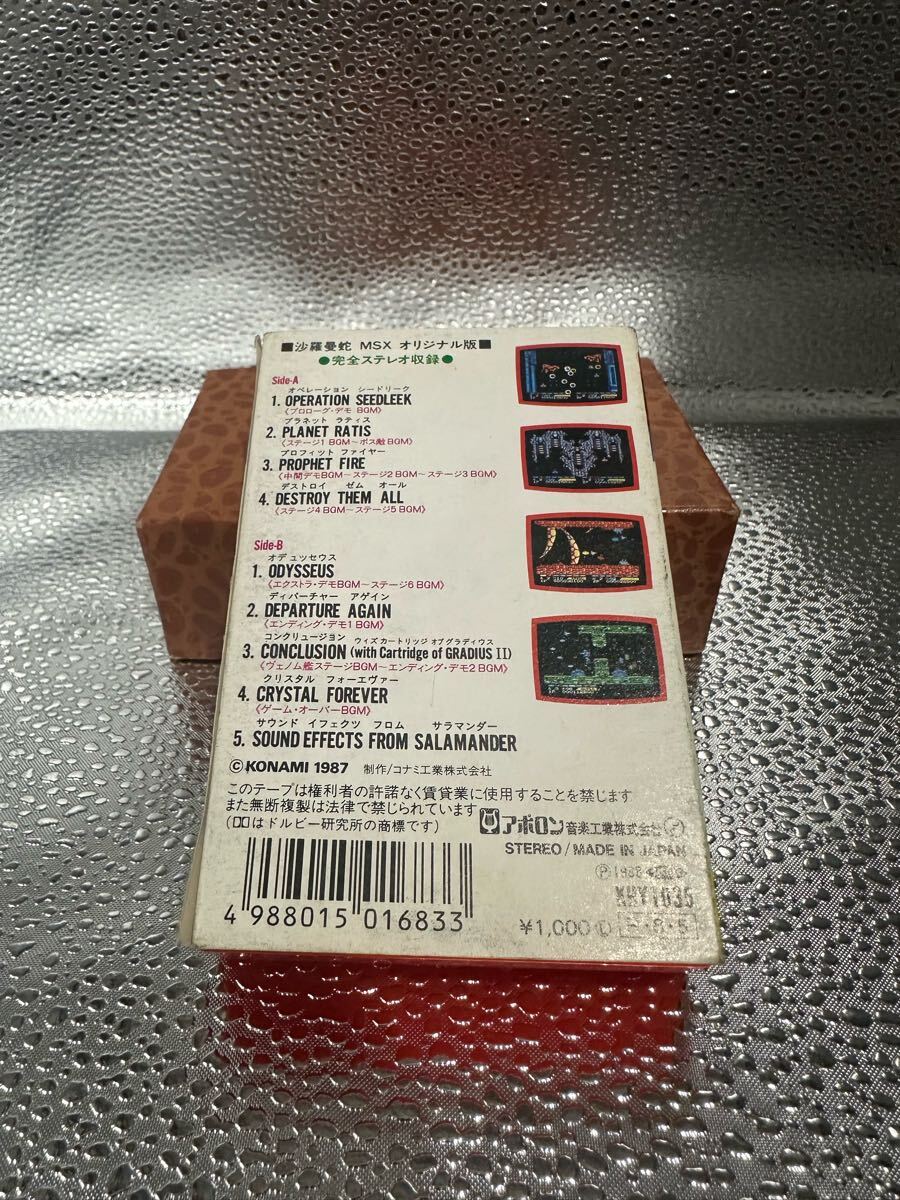 ■沙羅曼蛇 MSX オリジナル版■
●完全ステレオ収録●
Side-A
オペレーション シードリーク
1. OPERATION SEEDLEEK
《プロローグ・デモ BGM》
プラネット ラティス
2. PLANET RATIS
《ステージ1 BGM〜ボス敵BGM》
プロフィット ファイヤー
3. PROPHET FIRE
《中間デモBGM〜ステージ2 BGM〜ステージ3 BGM》
デストロイ ゼム オール
4. DESTROY THEM ALL
《ステージ4 BGM〜ステージ5 BGM》
Side-B
オデュッセウス
1. ODYSSEUS
《エクストラ・デモBGM〜ステージ6 BGM》
ディパーチャー アゲイン
2. DEPARTURE AGAIN
《エンディング・デモ1 BGM》
コンクリュージョン ウィズ カートリッジ オブ グラディウス
3. CONCLUSION (with Cartridge of GRADIUS II)
《ヴェノム艦ステージBGM〜エンディング・デモ2 BGM》
クリスタル フォーエヴァー
4. CRYSTAL FOREVER
《ゲーム・オーバーBGM》
サウンド イフェクツ フロム サラマンダー
5. SOUND EFFECTS FROM SALAMANDER
©KONAMI 1987 制作/コナミ工業株式会社
このテープは権利者の許諾なく賃貸業に使用することを禁じます
また無断複製は法律で禁じられています
(はドルビー研究所の商標です)
アポロン音楽工業株式会社
STEREO/MADE IN JAPAN
Ⓟ1988
KHY1035
4 988015 016833
¥1,000